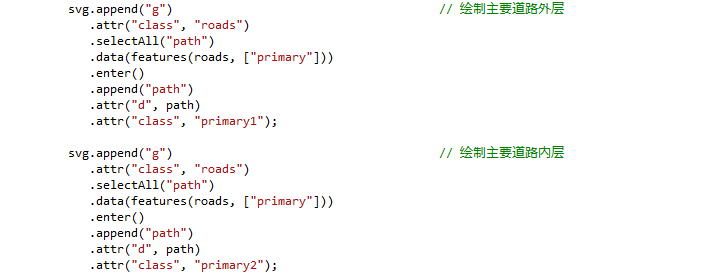 svg.append("g") // 绘制主要道路外层
.attr("class", "roads")
.selectAll("path")
.data(features(roads, ["primary"]))
.enter()
.append("path")
.attr("d", path)
.attr("class", "primary1");
svg.append("g") // 绘制主要道路内层
.attr("class", "roads")
.selectAll("path")
.data(features(roads, ["primary"]))
.enter()
.append("path")
.attr("d", path)
.attr("class", "primary2");